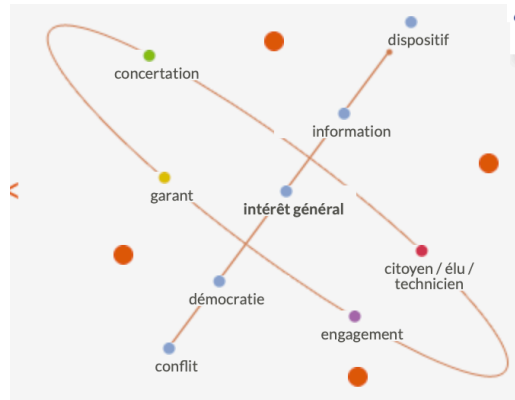 dispositif
concertation
information
garant
intérêt général
citoyen / élu /
technicien
démocratie
engagement
conflit